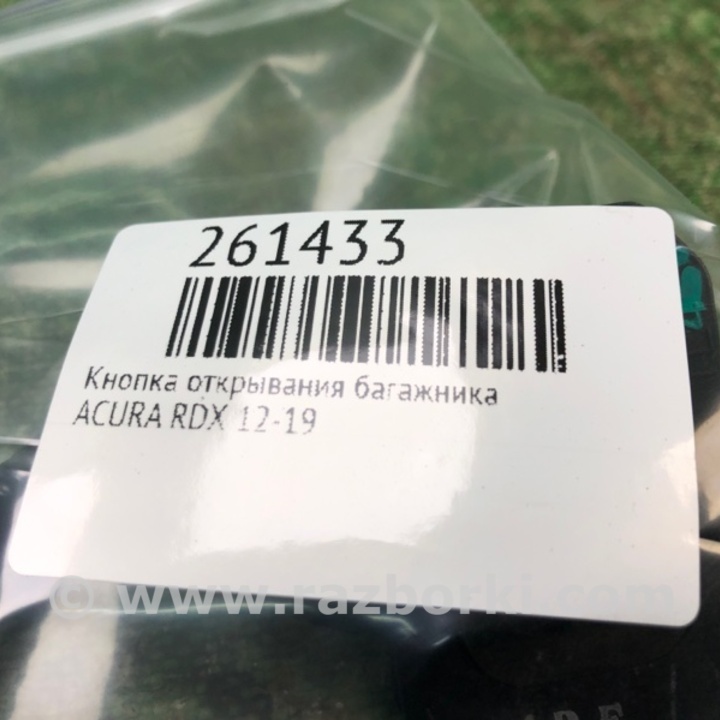 261433
Кнопка открывания багажника
ACURA RDX 12-19
© www.razborki.com